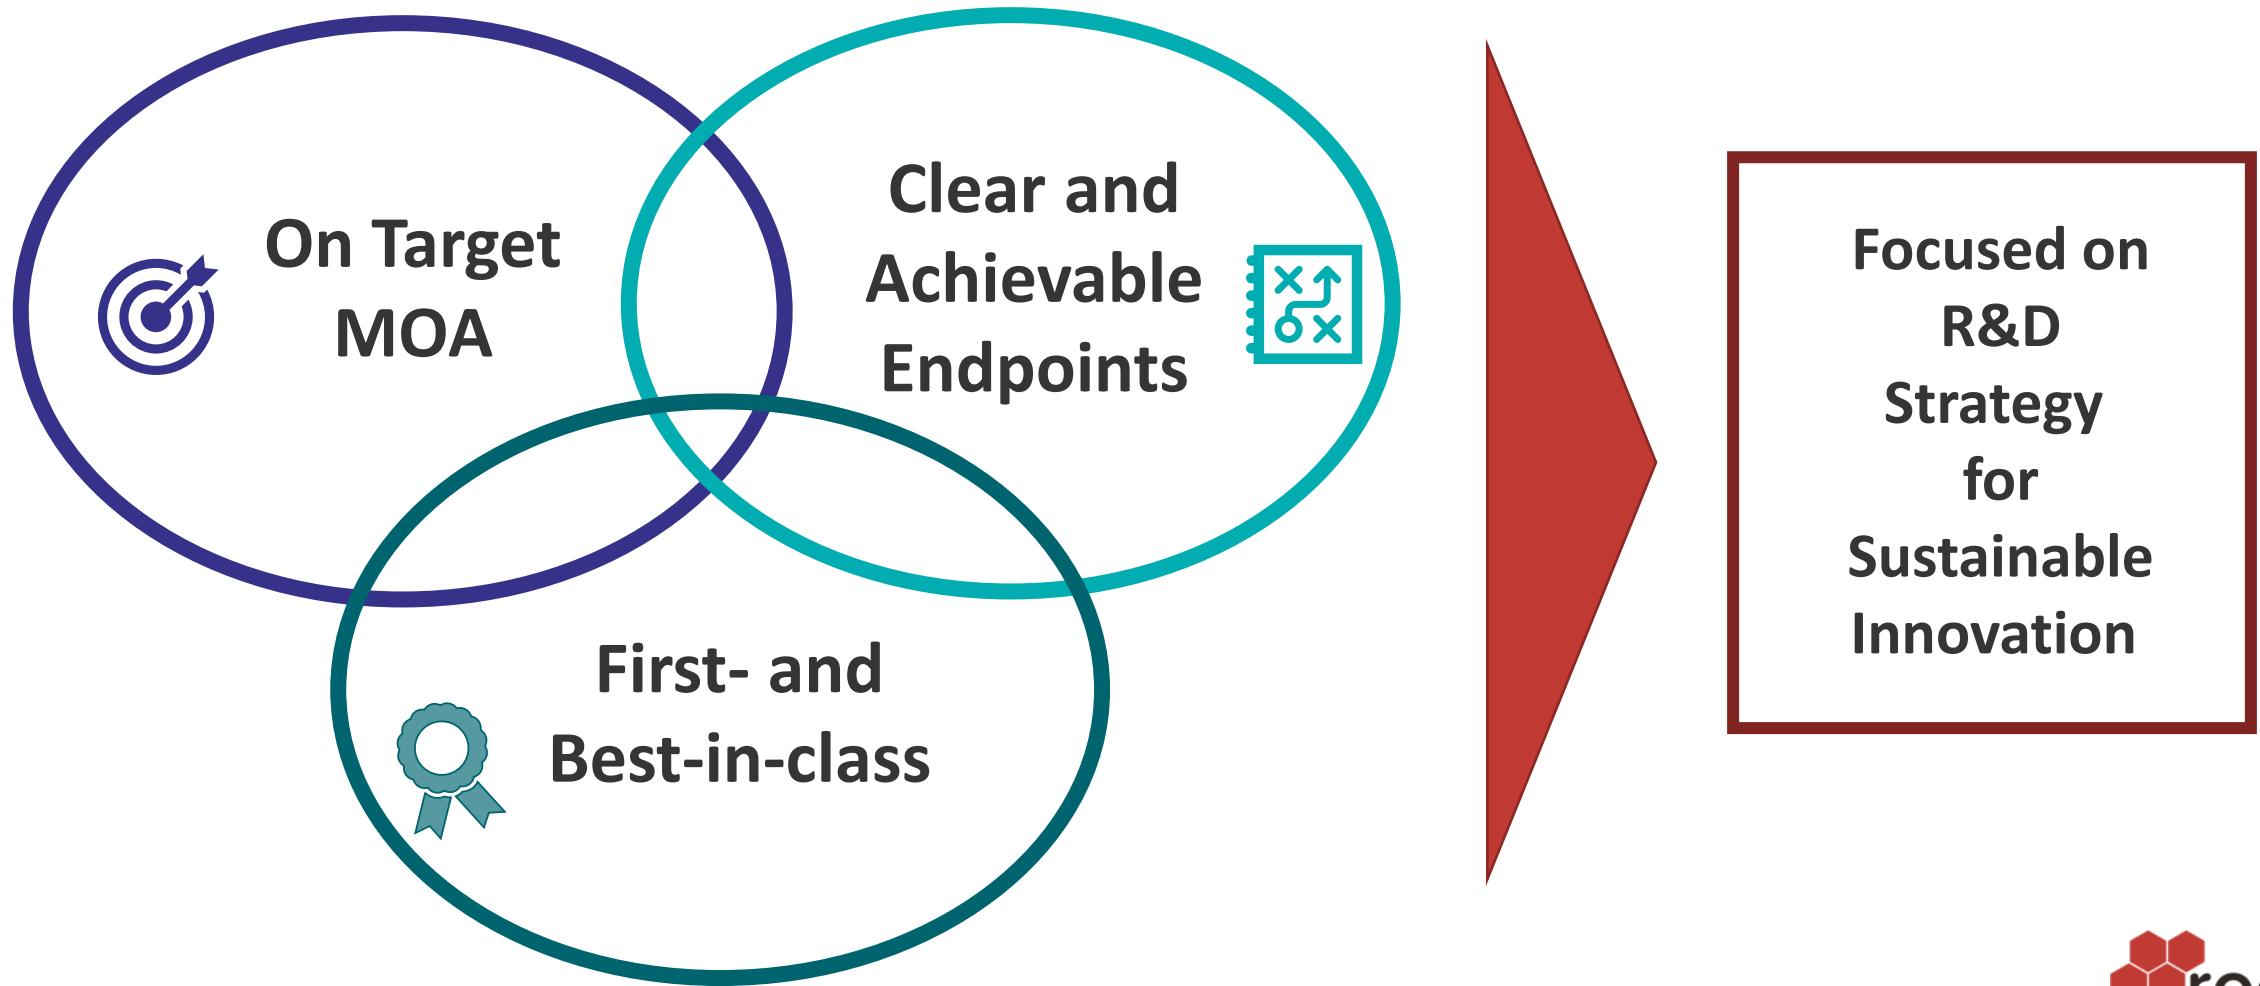 On Target
MOA
Clear and
Achievable
Endpoints
First- and
Best-in-class
Focused on
R&D
Strategy
for
Sustainable
Innovation